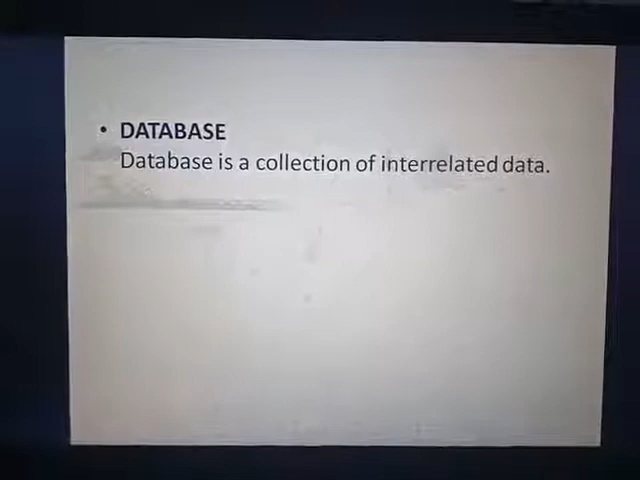 • DATABASE
Database is a collection of interrelated data.